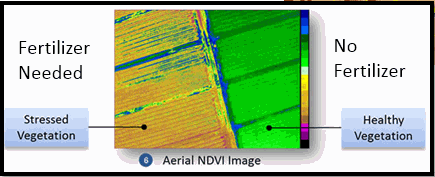 Fertilizer
Needed
No
Fertilizer
Stressed
Vegetation
Healthy
Vegetation
6 Aerial NDVI Image